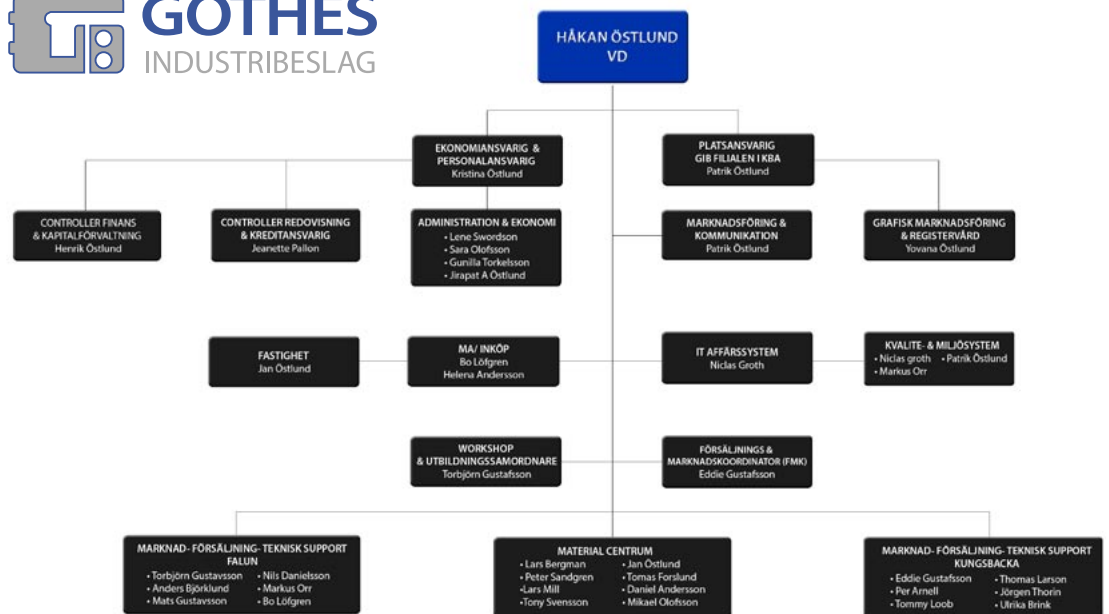 GOTHES
INDUSTRIBESLAG
HÅKAN ÖSTLUND
VD
EKONOMIANSVARIG &
PERSONALANSVARIG
Kristina Östlund
PLATSANSVARIG
GIB FILIALEN I KBA
Patrik Östlund
CONTROLLER FINANS
& KAPITALFÖRVALTNING
Henrik Östlund
CONTROLLER REDOVISNING
& KREDITANSVARIG
Jeanette Pallon
ADMINISTRATION & EKONOMI
• Lene Swordson
• Sara Olofsson
• Gunilla Torkelsson
• Jirapat A Östlund
MARKNADSFÖRING &
KOMMUNIKATION
Patrik Östlund
GRAFISK MARKNADSFÖRING
& REGISTERVÅRD
Yovana Östlund
FASTIGHET
Jan Östlund
MA/ INKÖP
Bo Löfgren
Helena Andersson
IT AFFÄRSSYSTEM
Niclas Groth
KVALITE- & MILJÖSYSTEM
• Niclas groth • Patrik Östlund
• Markus Orr
WORKSHOP
& UTBILDNINGSSAMORDNARE
Torbjörn Gustafsson
FÖRSÄLJNINGS &
MARKNADSKOORDINATOR (FMK)
Eddie Gustafsson
MARKNAD- FÖRSÄLJNING- TEKNISK SUPPORT
FALUN
• Torbjörn Gustavsson • Nils Danielsson
• Anders Björklund • Markus Orr
• Mats Gustavsson • Bo Löfgren
MATERIAL CENTRUM
• Lars Bergman • Jan Östlund
• Peter Sandgren • Tomas Forslund
•Lars Mill • Daniel Andersson
•Tony Svensson • Mikael Olofsson
MARKNAD- FÖRSÄLJNING- TEKNISK SUPPORT
KUNGSBACKA
• Eddie Gustafsson • Thomas Larson
• Per Arnell • Jörgen Thorin
• Tommy Loob • Ulrika Brink